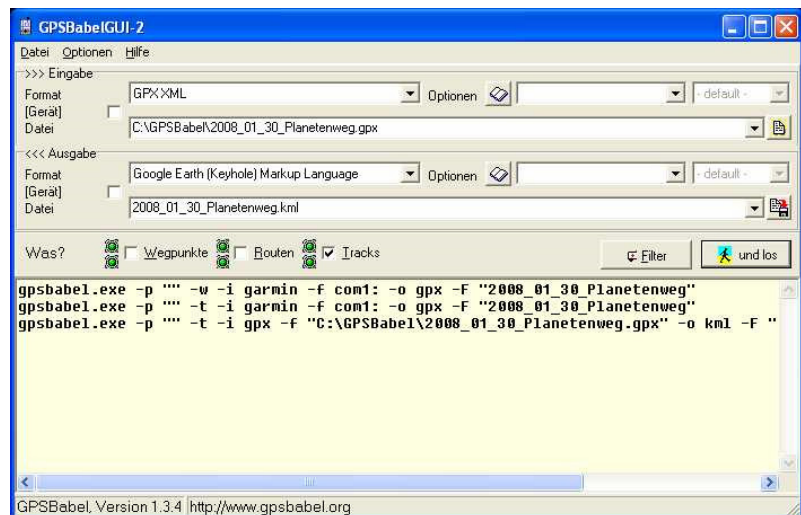 GPSBabelGUI-2
Datei Optionen Hilfe
>>> Eingabe
Format GPX XML Optionen - default -
[Gerät]
Datei C:\GPSBabel\2008_01_30_Planetenweg.gpx
<<< Ausgabe
Format Google Earth (Keyhole) Markup Language Optionen - default -
[Gerät]
Datei 2008_01_30_Planetenweg.kml
Was? Wegpunkte Routen Tracks Filter und los
gpsbabel.exe -p "" -w -i garmin -f com1: -o gpx -F "2008_01_30_Planetenweg"
gpsbabel.exe -p "" -t -i garmin -f com1: -o gpx -F "2008_01_30_Planetenweg"
gpsbabel.exe -p "" -t -i gpx -f "C:\GPSBabel\2008_01_30_Planetenweg.gpx" -o kml -F "
GPSBabel, Version 1.3.4 http://www.gpsbabel.org